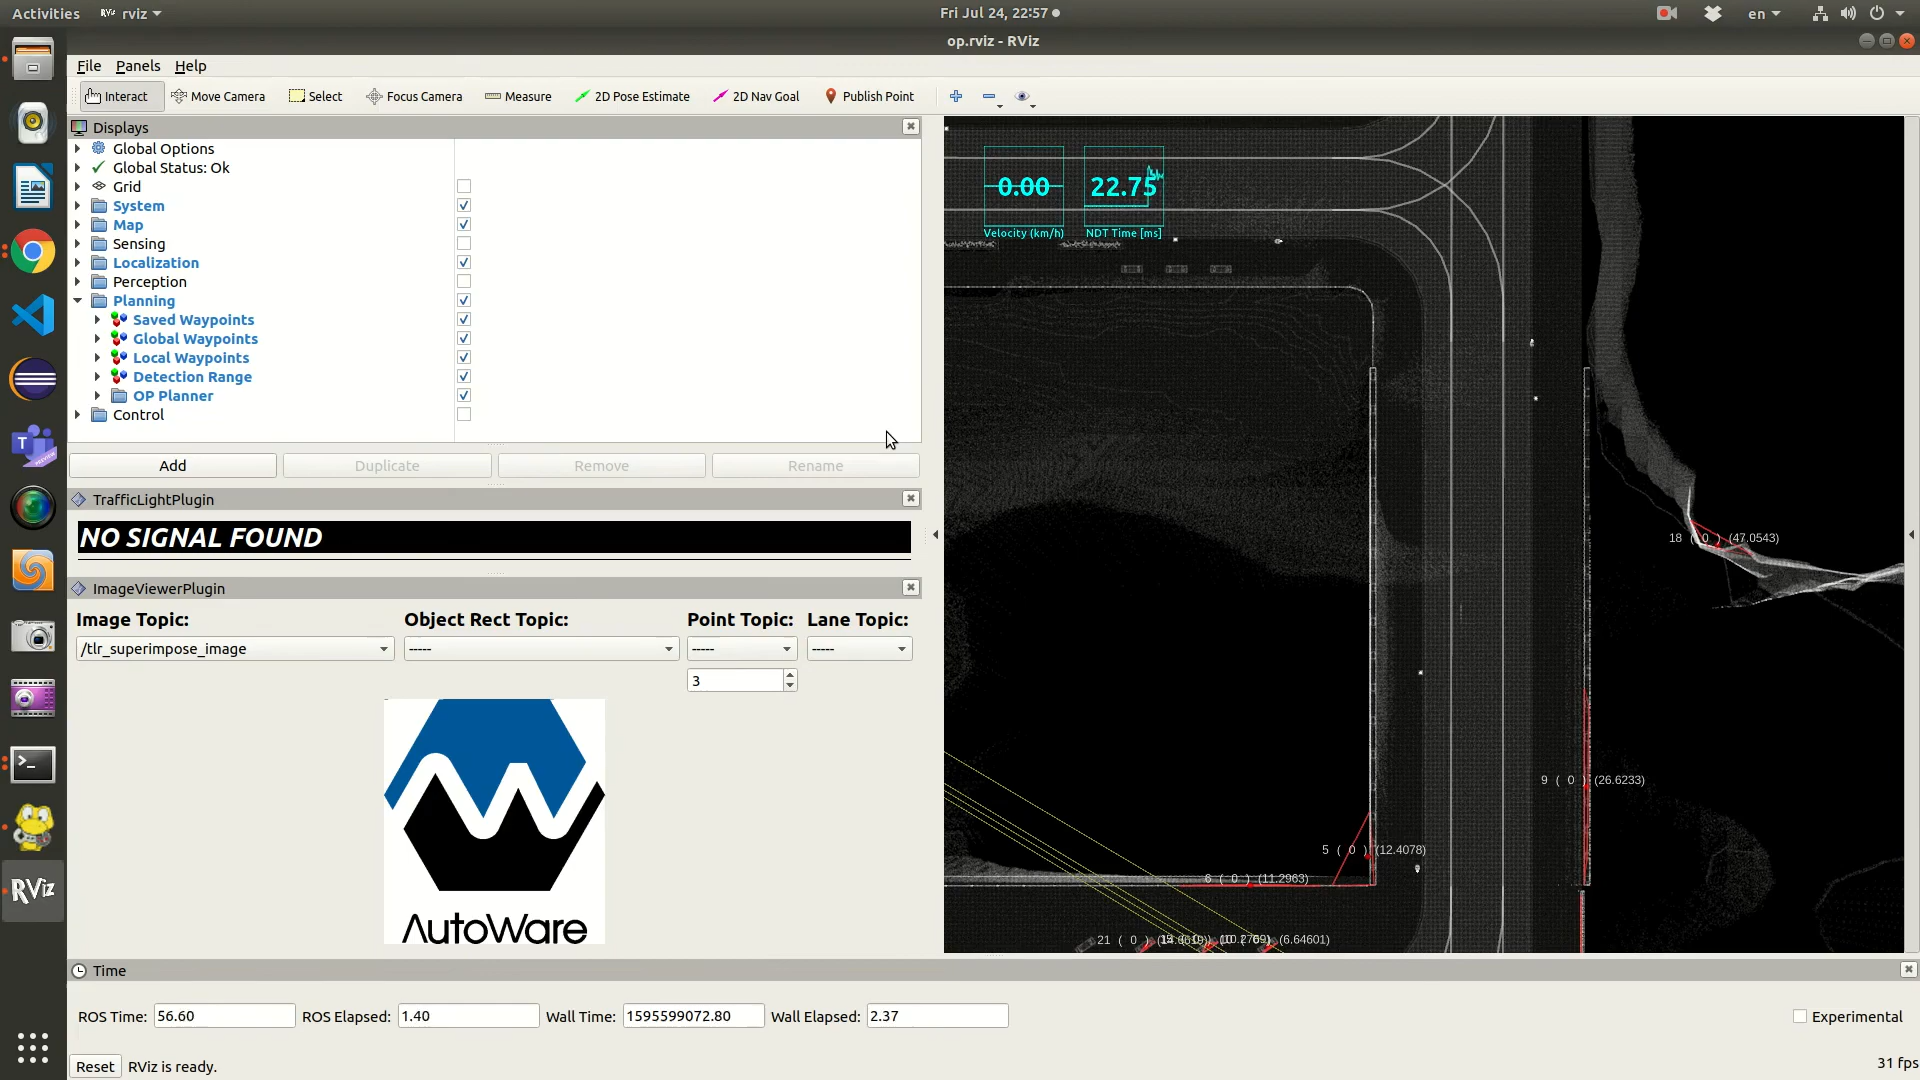 Activities
RViz rviz
Fri Jul 24, 22:57
en
op.rviz - RViz
File Panels Help
Interact Move Camera Select Focus Camera Measure 2D Pose Estimate 2D Nav Goal Publish Point
Displays
Global Options
Global Status: Ok
Grid
System
Map
Sensing
Localization
Perception
Planning
Saved Waypoints
Global Waypoints
Local Waypoints
Detection Range
OP Planner
Control
Add Duplicate Remove Rename
TrafficLightPlugin
NO SIGNAL FOUND
ImageViewerPlugin
Image Topic: Object Rect Topic: Point Topic: Lane Topic:
/tlr_superimpose_image ----- ----- -----
3
AutoWare
0.00 22.75
Velocity (km/h) NDT Time [ms]
18 ( 0 ) (47.0543)
9 ( 0 ) (26.6233)
5 ( 0 ) (12.4078)
6 ( 0 ) (11.2963)
21 ( 0 ) (6.64601)
RViz
Time
ROS Time: 56.60 ROS Elapsed: 1.40 Wall Time: 1595599072.80 Wall Elapsed: 2.37 Experimental
Reset RViz is ready. 31 fps